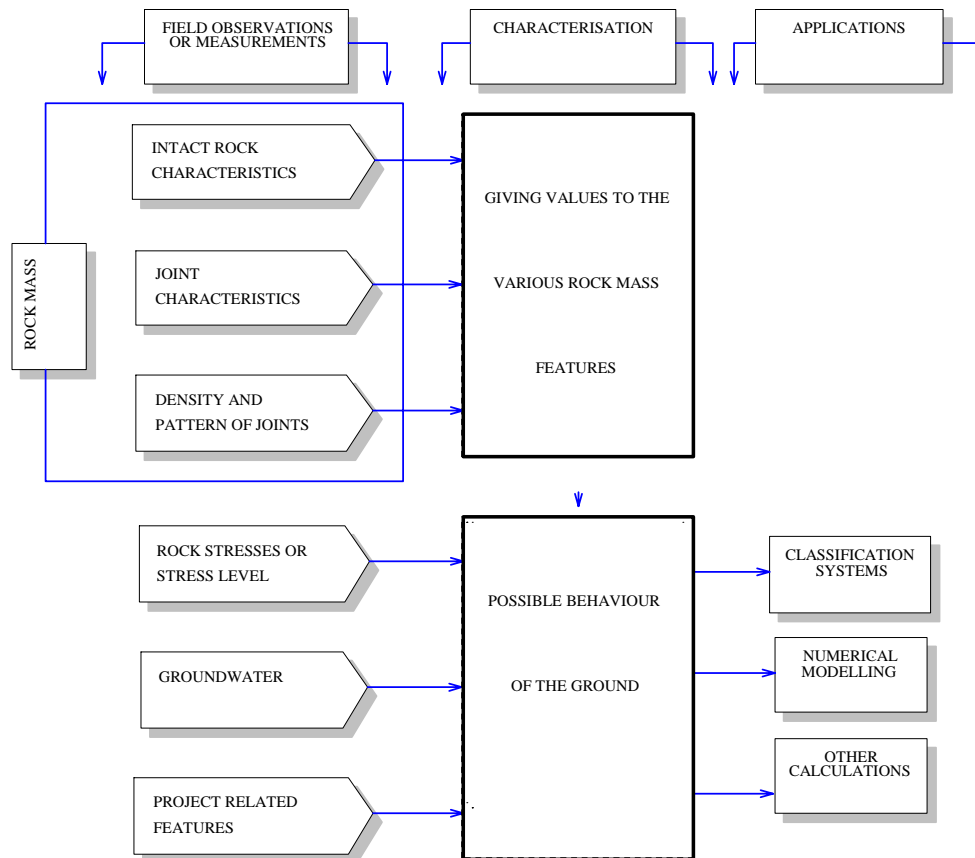 FIELD OBSERVATIONS
OR MEASUREMENTS
CHARACTERISATION
APPLICATIONS
ROCK MASS
INTACT ROCK
CHARACTERISTICS
JOINT
CHARACTERISTICS
DENSITY AND
PATTERN OF JOINTS
GIVING VALUES TO THE
VARIOUS ROCK MASS
FEATURES
ROCK STRESSES OR
STRESS LEVEL
GROUNDWATER
PROJECT RELATED
FEATURES
POSSIBLE BEHAVIOUR
OF THE GROUND
CLASSIFICATION
SYSTEMS
NUMERICAL
MODELLING
OTHER
CALCULATIONS